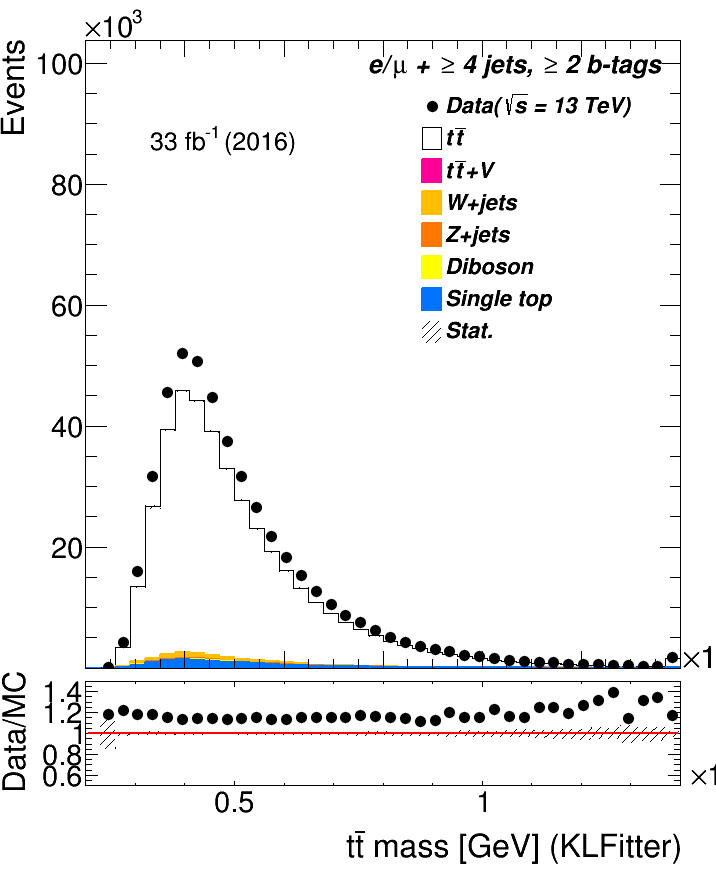 ×10³
Events
100
80
60
40
20
e/μ + ≥ 4 jets, ≥ 2 b-tags
33 fb⁻¹ (2016)
Data(√s = 13 TeV)
tt̅
tt̅+V
W+jets
Z+jets
Diboson
Single top
Stat.
×1
Data/MC
1.4
1.2
1
0.8
0.6
×1
0.5
1
tt̅ mass [GeV] (KLFitter)